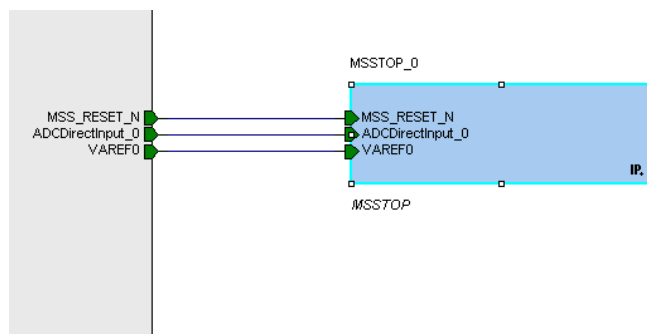 MSSTOP_0
MSS_RESET_N
ADCDirectInput_0
VAREF0
MSS_RESET_N
ADCDirectInput_0
VAREF0
IP
MSSTOP